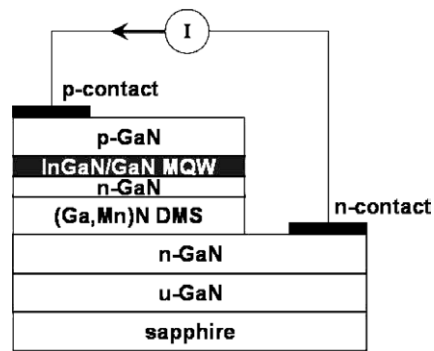 I
p-contact
p-GaN
InGaN/GaN MQW
n-GaN
(Ga,Mn)N DMS
n-contact
n-GaN
u-GaN
sapphire